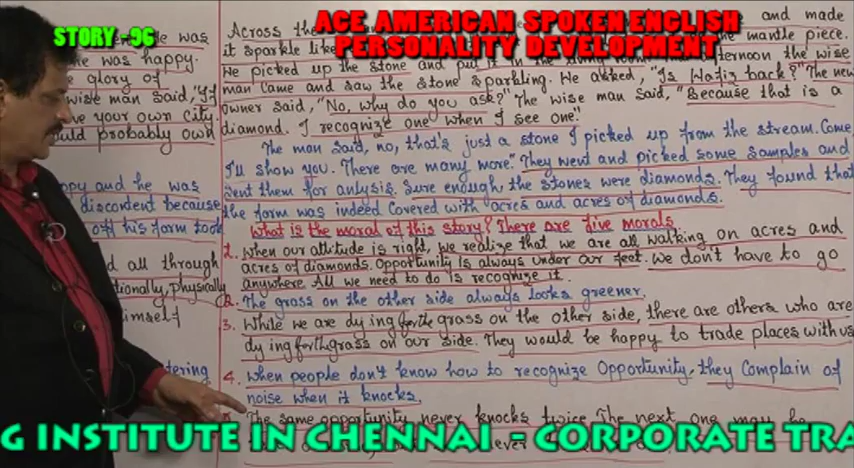 STORY -96
ACE AMERICAN SPOKEN ENGLISH
PERSONALITY DEVELOPMENT
he was
he was happy.
glory of
wise man said, "If
your own city.
probably own
and he was
discontent because
of his form took
all through
physically
himself
Across the and made
it sparkle the mantle piece.
He picked up the stone and put it in the afternoon the wise
man came and saw the stone sparkling. He asked, "Is Hafiz back?" The new
owner said, "No, why do you ask?" The wise man said, "Because that is a
diamond. I recognize one when I see one."
The man said, no, that's just a stone I picked up from the stream. Come,
I'll show you. There are many more." They went and picked some samples and
sent them for anlysis. Sure enough, the stones were diamonds. They found that
the form was indeed covered with acres and acres of diamonds.
What is the moral of this story? There are five morals
1. When our attitude is right, we realize that we are all walking on acres and
acres of diamonds. Opportunity is always under our feet. We don't have to go
anywhere. All we need to do is recognize it.
2. The grass on the other side always looks greener.
3. While we are dy ing for the grass on the other side, there are others who are
dy ing for the grass on our side. They would be happy to trade places with us
4. When people don't know how to recognize Opportunity, they Complain of
noise when it knocks.
The same opportunity never knocks twice The next one may be
G INSTITUTE IN CHENNAI - CORPORATE TRA